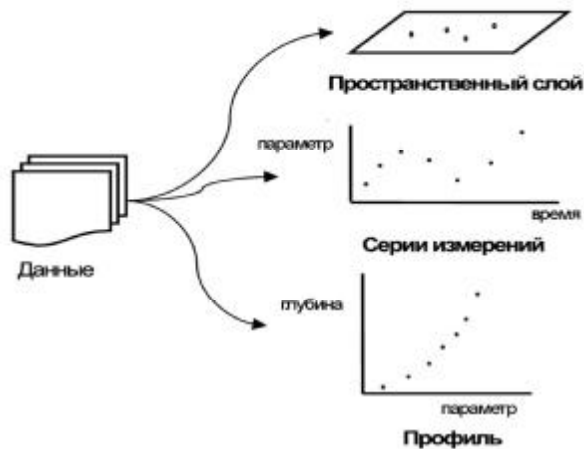 Пространственный слой
параметр
время
Серии измерений
Данные
глубина
параметр
Профиль